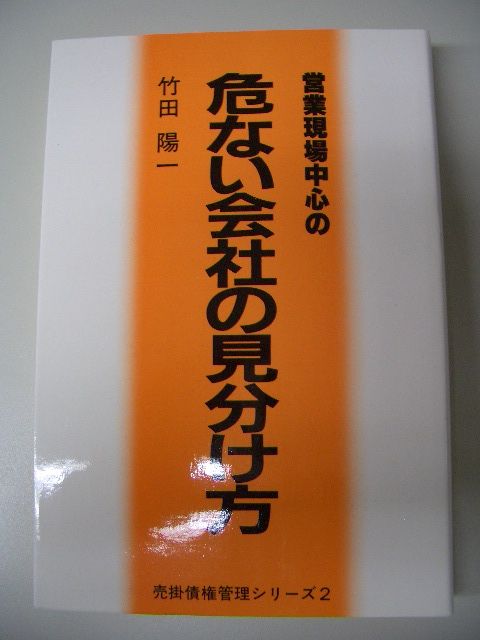 営業現場中心の
危ない会社の見分け方
竹田 陽一
売掛債権管理シリーズ2